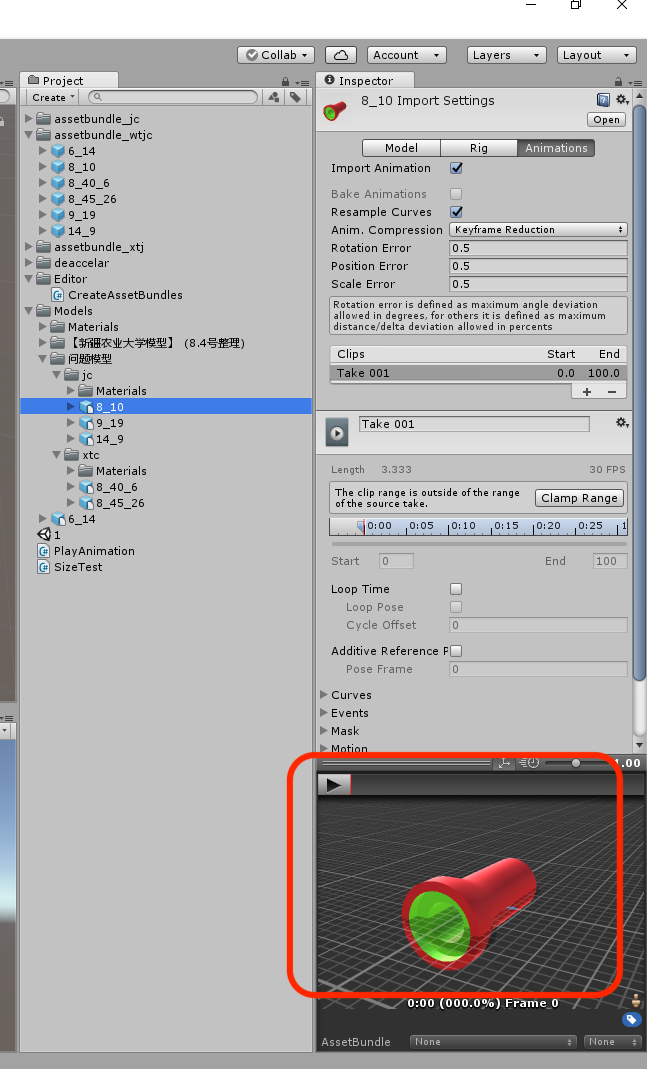 Collab
Account
Layers
Layout
Project
Create
assetbundle_jc
assetbundle_wtjc
6_14
8_10
8_40_6
8_45_26
9_19
14_9
assetbundle_xtj
deaccelar
Editor
CreateAssetBundles
Models
Materials
【新疆农业大学模型】 (8.4号整理)
问题模型
jc
Materials
8_10
9_19
14_9
xtc
Materials
8_40_6
8_45_26
6_14
1
PlayAnimation
SizeTest
Inspector
8_10 Import Settings
Open
Model Rig Animations
Import Animation
Bake Animations
Resample Curves
Anim. Compression Keyframe Reduction
Rotation Error 0.5
Position Error 0.5
Scale Error 0.5
Rotation error is defined as maximum angle deviation
allowed in degrees, for others it is defined as maximum
distance/delta deviation allowed in percents
Clips Start End
Take 001 0.0 100.0
+ −
Take 001
Length 3.333 30 FPS
The clip range is outside of the range
of the source take.
Clamp Range
0:00 0:05 0:10 0:15 0:20 0:25 1
Start 0 End 100
Loop Time
Loop Pose
Cycle Offset 0
Additive Reference P
Pose Frame 0
Curves
Events
Mask
Motion
1.00
0:00 (000.0%) Frame 0
AssetBundle None None